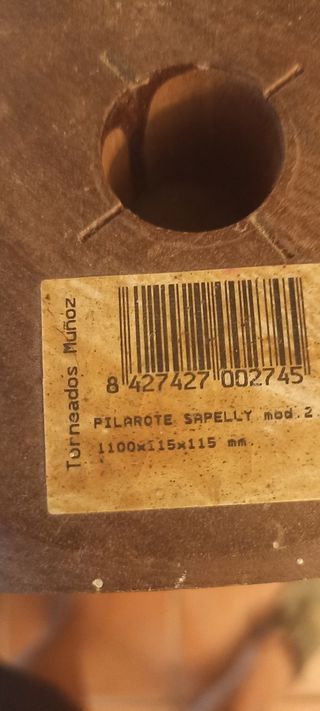 Torneados Muñoz
8 427427 002745
PILAROTE SAPELLY mod.2
1100x115x115 mm.